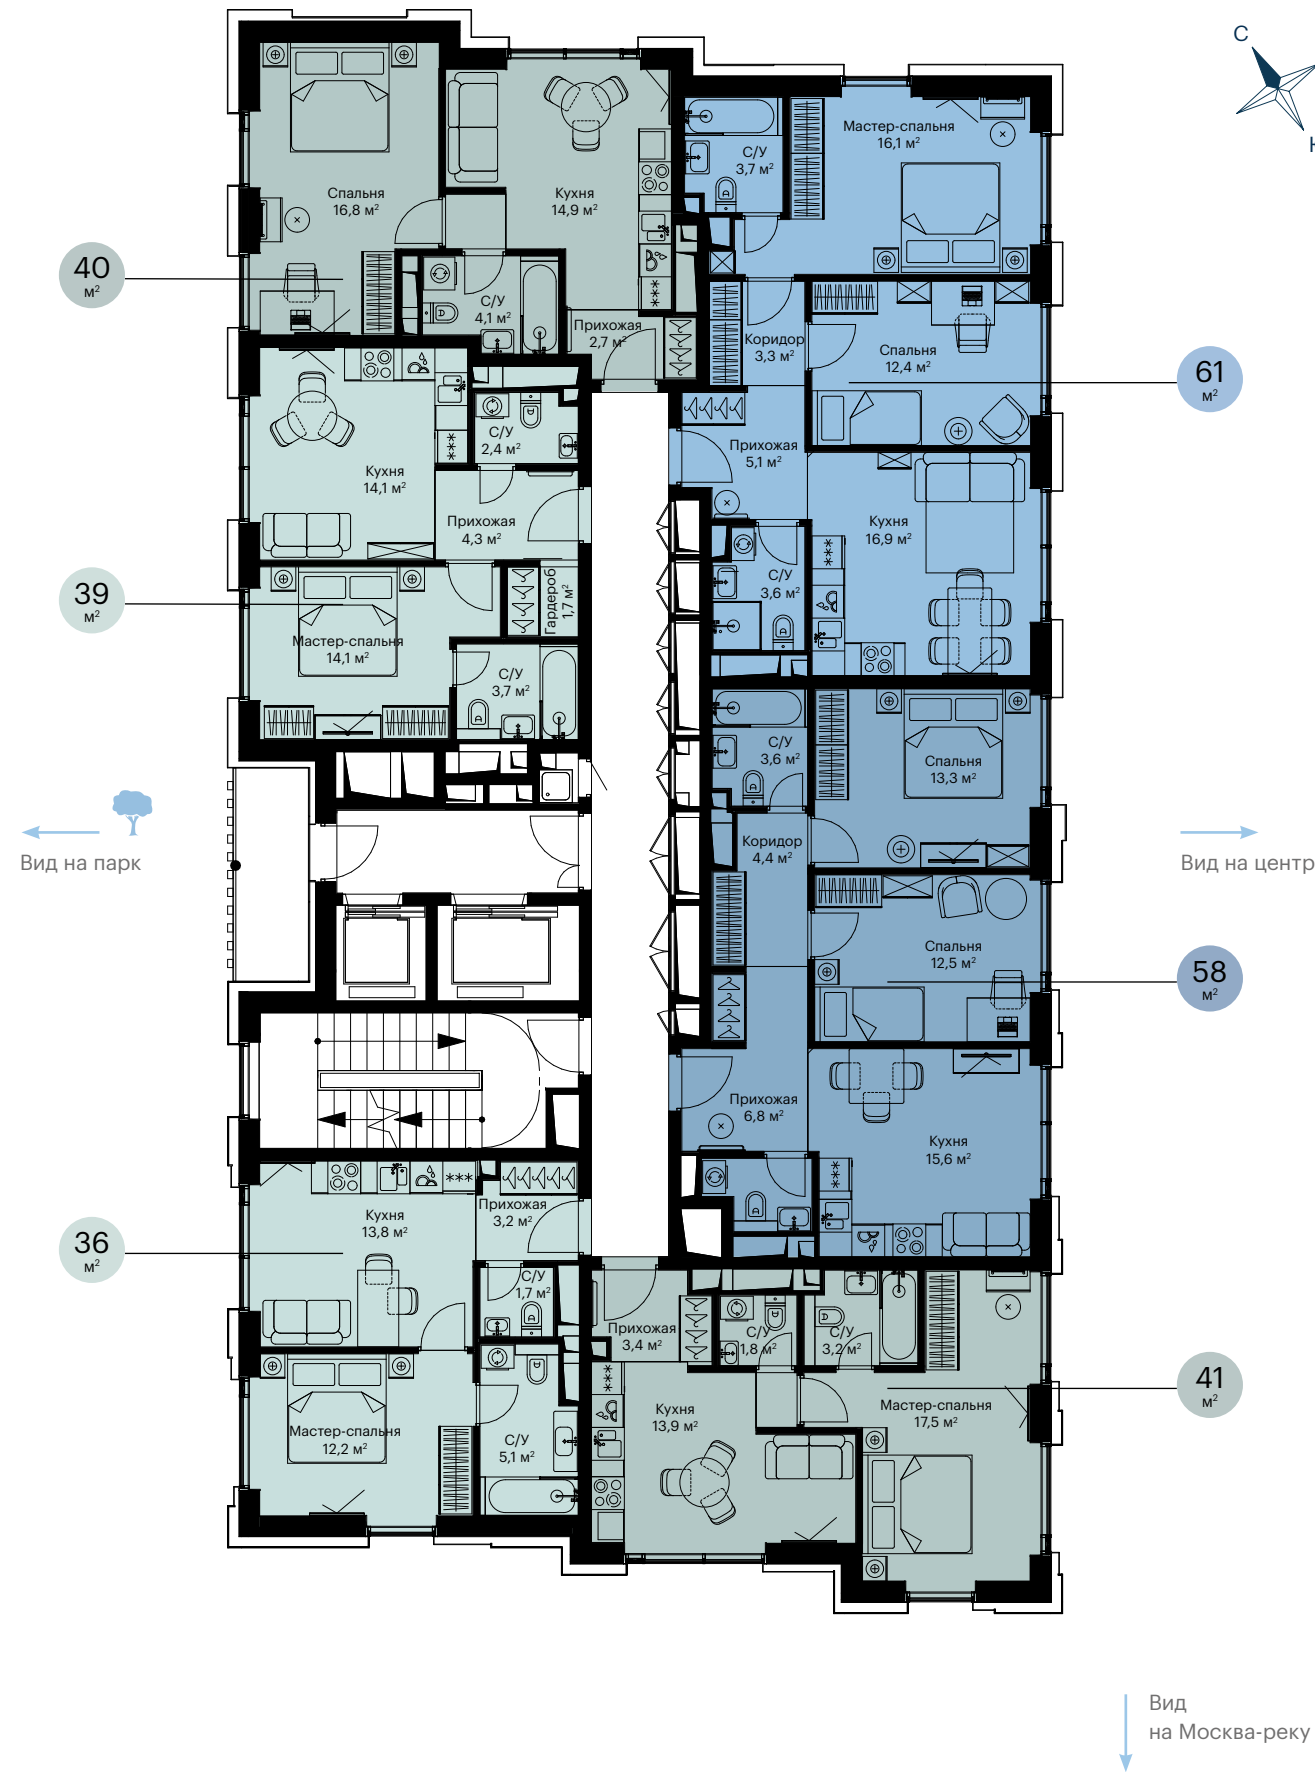 С
Мастер-спальня
16,1 м²
С/У
3,7 м²
Спальня
16,8 м²
Кухня
14,9 м²
40
м²
С/У
4,1 м²
Прихожая
2,7 м²
Коридор
3,3 м²
Спальня
12,4 м²
61
м²
Прихожая
5,1 м²
С/У
2,4 м²
Кухня
14,1 м²
Прихожая
4,3 м²
Кухня
16,9 м²
С/У
3,6 м²
39
м²
Гардероб
1,7 м²
Мастер-спальня
14,1 м²
С/У
3,7 м²
С/У
3,6 м²
Спальня
13,3 м²
Коридор
4,4 м²
Вид на парк
Вид на центр
Спальня
12,5 м²
58
м²
Прихожая
6,8 м²
Кухня
15,6 м²
Прихожая
3,2 м²
Кухня
13,8 м²
36
м²
С/У
1,7 м²
Прихожая
3,4 м²
С/У
1,8 м²
С/У
3,2 м²
41
м²
Мастер-спальня
17,5 м²
Кухня
13,9 м²
Мастер-спальня
12,2 м²
С/У
5,1 м²
Вид
на Москва-реку